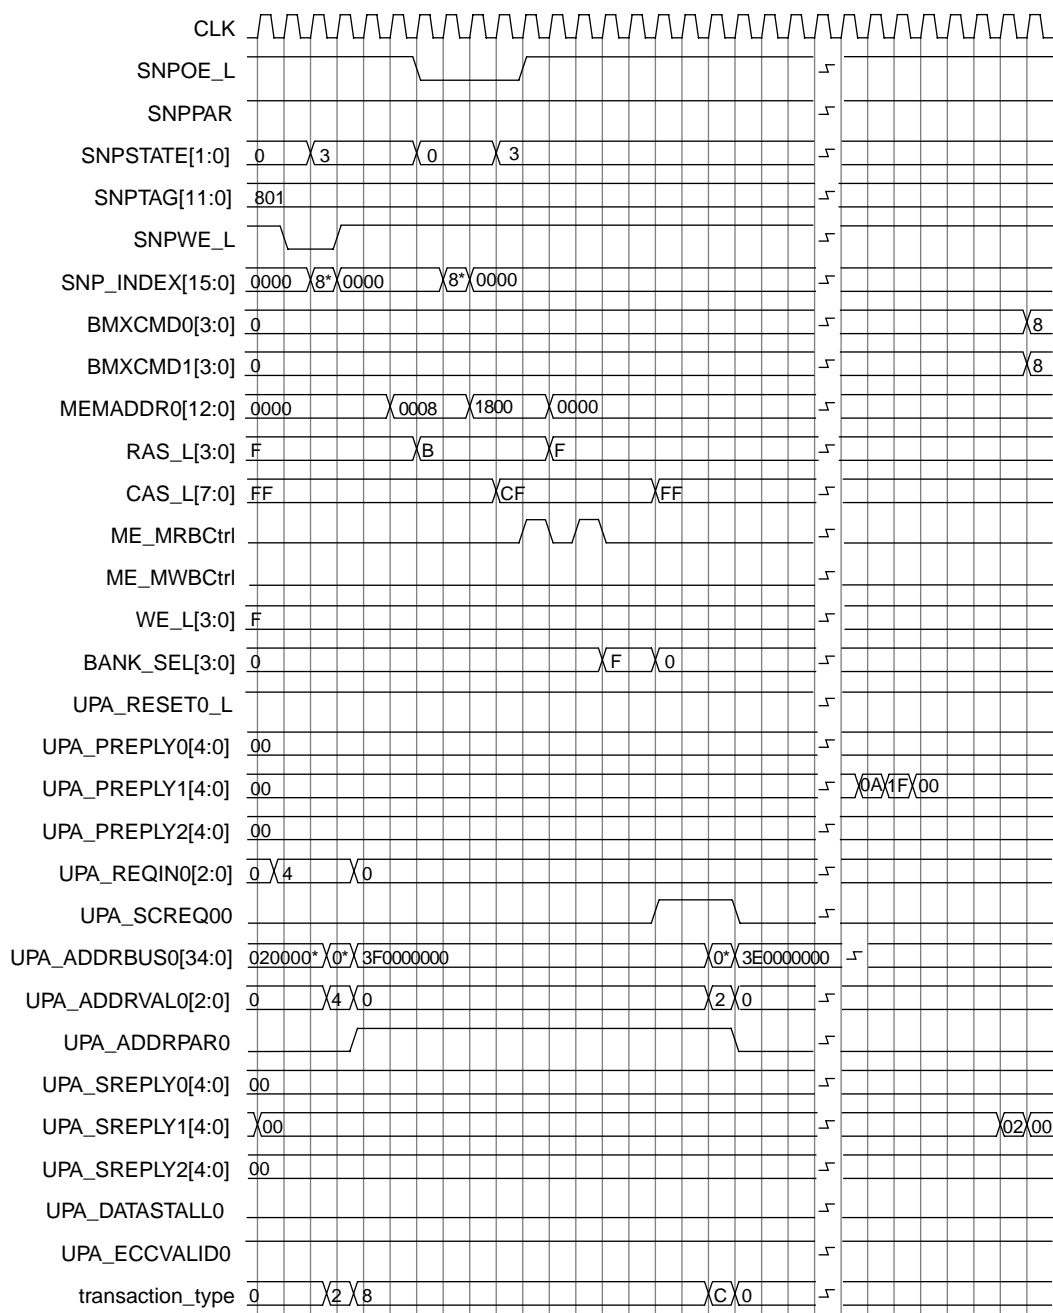 CLK
SNPOE_L
SNPPAR
SNPSTATE[1:0] 0 3 0 3
SNPTAG[11:0] 801
SNPWE_L
SNP_INDEX[15:0] 0000 8* 0000 8* 0000
BMXCMD0[3:0] 0 8
BMXCMD1[3:0] 0 8
MEMADDR0[12:0] 0000 0008 1800 0000
RAS_L[3:0] F B F
CAS_L[7:0] FF CF FF
ME_MRBCtrl
ME_MWBCtrl
WE_L[3:0] F
BANK_SEL[3:0] 0 F 0
UPA_RESET0_L
UPA_PREPLY0[4:0] 00
UPA_PREPLY1[4:0] 00 0A 1F 00
UPA_PREPLY2[4:0] 00
UPA_REQIN0[2:0] 0 4 0
UPA_SCREQ00
UPA_ADDRBUS0[34:0] 020000* 0* 3F0000000 0* 3E0000000
UPA_ADDRVAL0[2:0] 0 4 0 2 0
UPA_ADDRPAR0
UPA_SREPLY0[4:0] 00
UPA_SREPLY1[4:0] 00 02 00
UPA_SREPLY2[4:0] 00
UPA_DATASTALL0
UPA_ECCVALID0
transaction_type 0 2 8 C 0